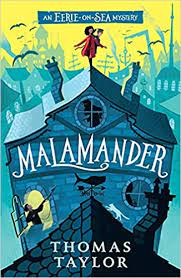 AN EERIE-ON-SEA MYSTERY
MALAMANDER
THOMAS
TAYLOR